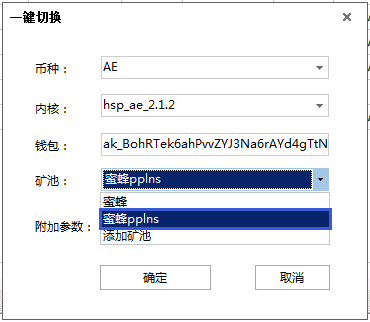 一鍵切换
币种： AE
内核： hsp_ae_2.1.2
钱包： ak_BohRTek6ahPvvZYJ3Na6rAYd4gTtN
矿池： 蜜蜂pplns
蜜蜂
蜜蜂pplns
附加参数：
添加矿池
确定 取消